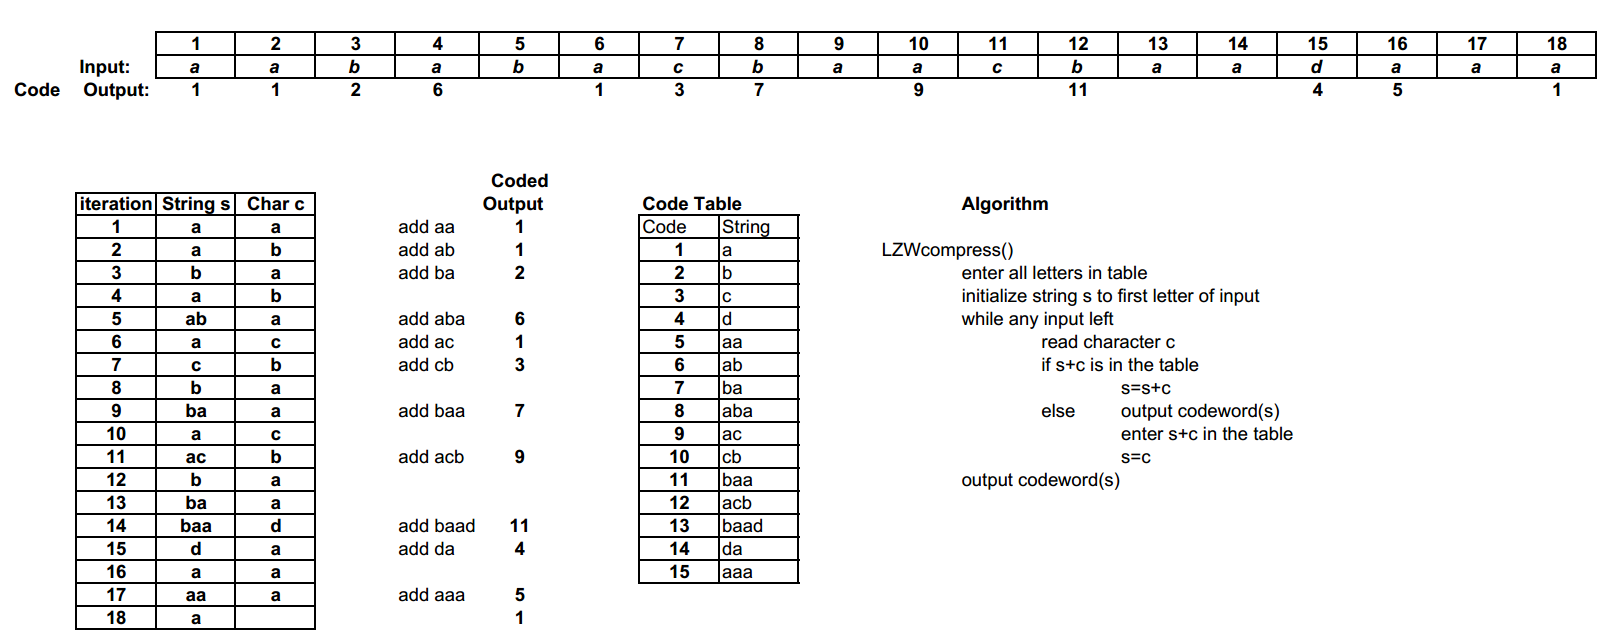 1 2 3 4 5 6 7 8 9 10 11 12 13 14 15 16 17 18
Input: a a b a b a c b a a c b a a d a a a
Code Output: 1 1 2 6 1 3 7 9 11 4 5 1
Coded
iteration String s Char c Output Code Table Algorithm
1 a a add aa 1 Code String
2 a b add ab 1 1 a LZWcompress()
3 b a add ba 2 2 b enter all letters in table
4 a b 3 c initialize string s to first letter of input
5 ab a add aba 6 4 d while any input left
6 a c add ac 1 5 aa read character c
7 c b add cb 3 6 ab if s+c is in the table
8 b a 7 ba s=s+c
9 ba a add baa 7 8 aba else output codeword(s)
10 a c 9 ac enter s+c in the table
11 ac b add acb 9 10 cb s=c
12 b a 11 baa output codeword(s)
13 ba a 12 acb
14 baa d add baad 11 13 baad
15 d a add da 4 14 da
16 a a 15 aaa
17 aa a add aaa 5
18 a 1